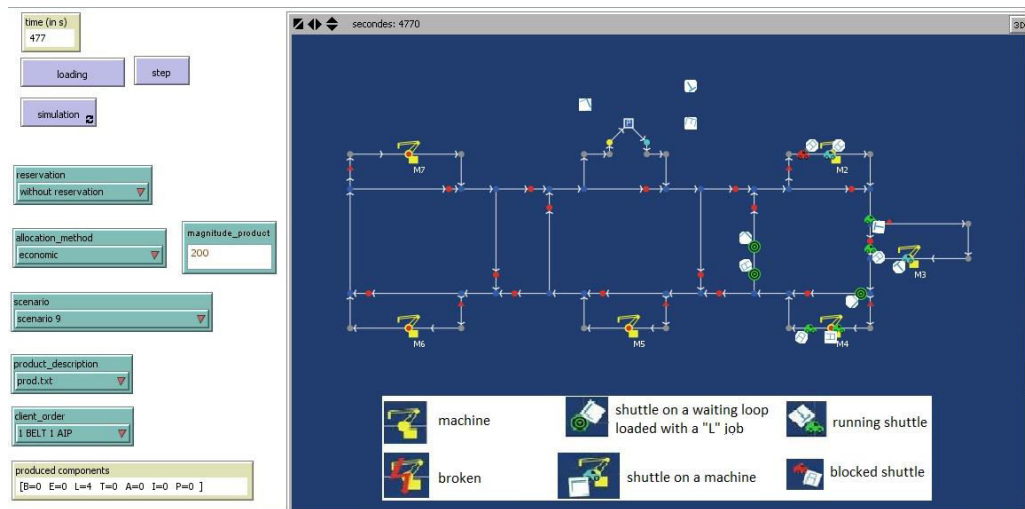 time (in s)
477
loading
step
simulation
reservation
without reservation
allocation_method
economic
magnitude_product
200
scenario
scenario 9
product_description
prod.txt
client_order
1 BELT 1 AIP
produced components
[B=0 E=0 L=4 T=0 A=0 I=0 P=0 ]
secondes: 4770
3D
M7
M2
M3
M6
M5
M4
machine
shuttle on a waiting loop
loaded with a "L" job
running shuttle
broken
shuttle on a machine
blocked shuttle